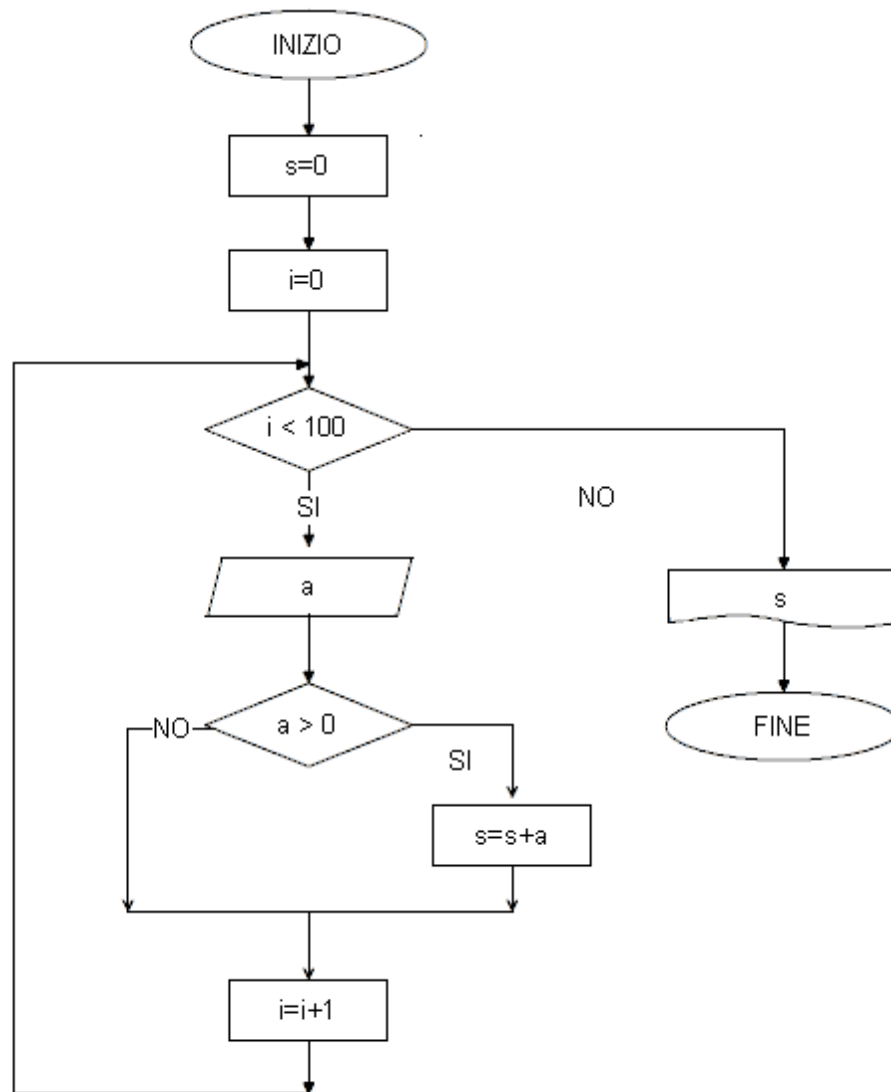 INIZIO
s=0
i=0
i < 100
SI
NO
a
s
a > 0
NO
SI
FINE
s=s+a
i=i+1